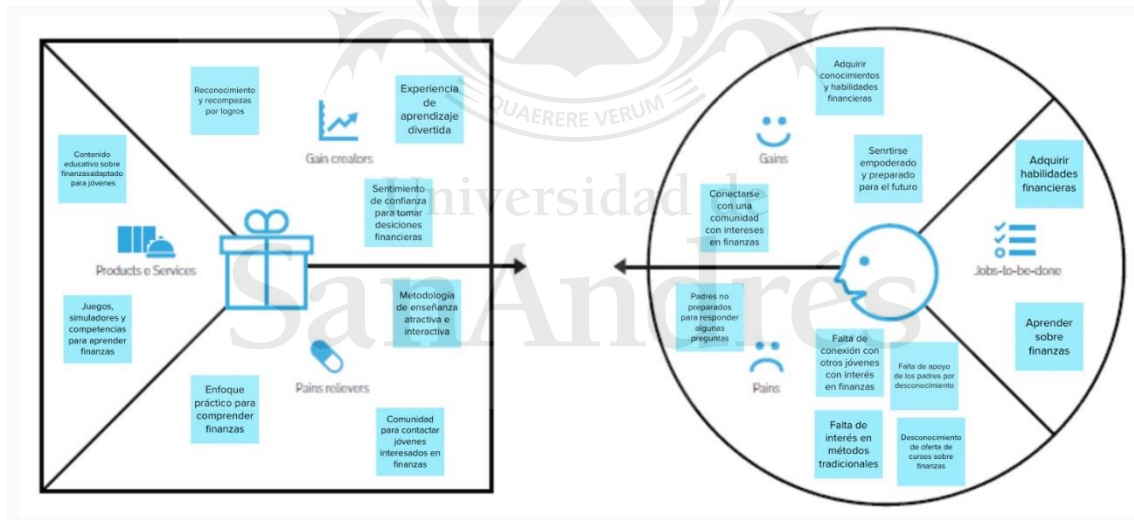 Reconocimiento
y recompezas
por logros
Experiencia
de
aprendizaje
divertida
Gain creators
Contenido
educativo sobre
finzasadaptado
para jóvenes
Sentimiento
de confianza
para tomar
desiciones
financieras
Products e Services
Juegos,
simuladores y
competencias
para aprender
finanzas
Metodología
de enseñanza
atractiva e
interactiva
Pains relievers
Enfoque
práctico para
comprender
finanzas
Comunidad
para contactar
jóvenes
interesados en
finanzas
Adquirir
conocimientos
y habilidades
financieras
Gains
Senrtirse
empoderado
y preparado
para el futuro
Conectarse
con una
comunidad
con intereses
en finanzas
Adquirir
habilidades
financieras
Jobs-to-be-done
Aprender
sobre
finanzas
Padres no
preparados
para responder
algunas
preguntas
Pains
Falta de
conexión con
otros jóvenes
con interés
en finanzas
Falta de apoyo
de los padres por
desconocimiento
Falta de
interés en
métodos
tradicionales
Desconocimiento
de oferta de
cursos sobre
finanzas
QUAERERE VERUM
Universidad de
SanAndrés